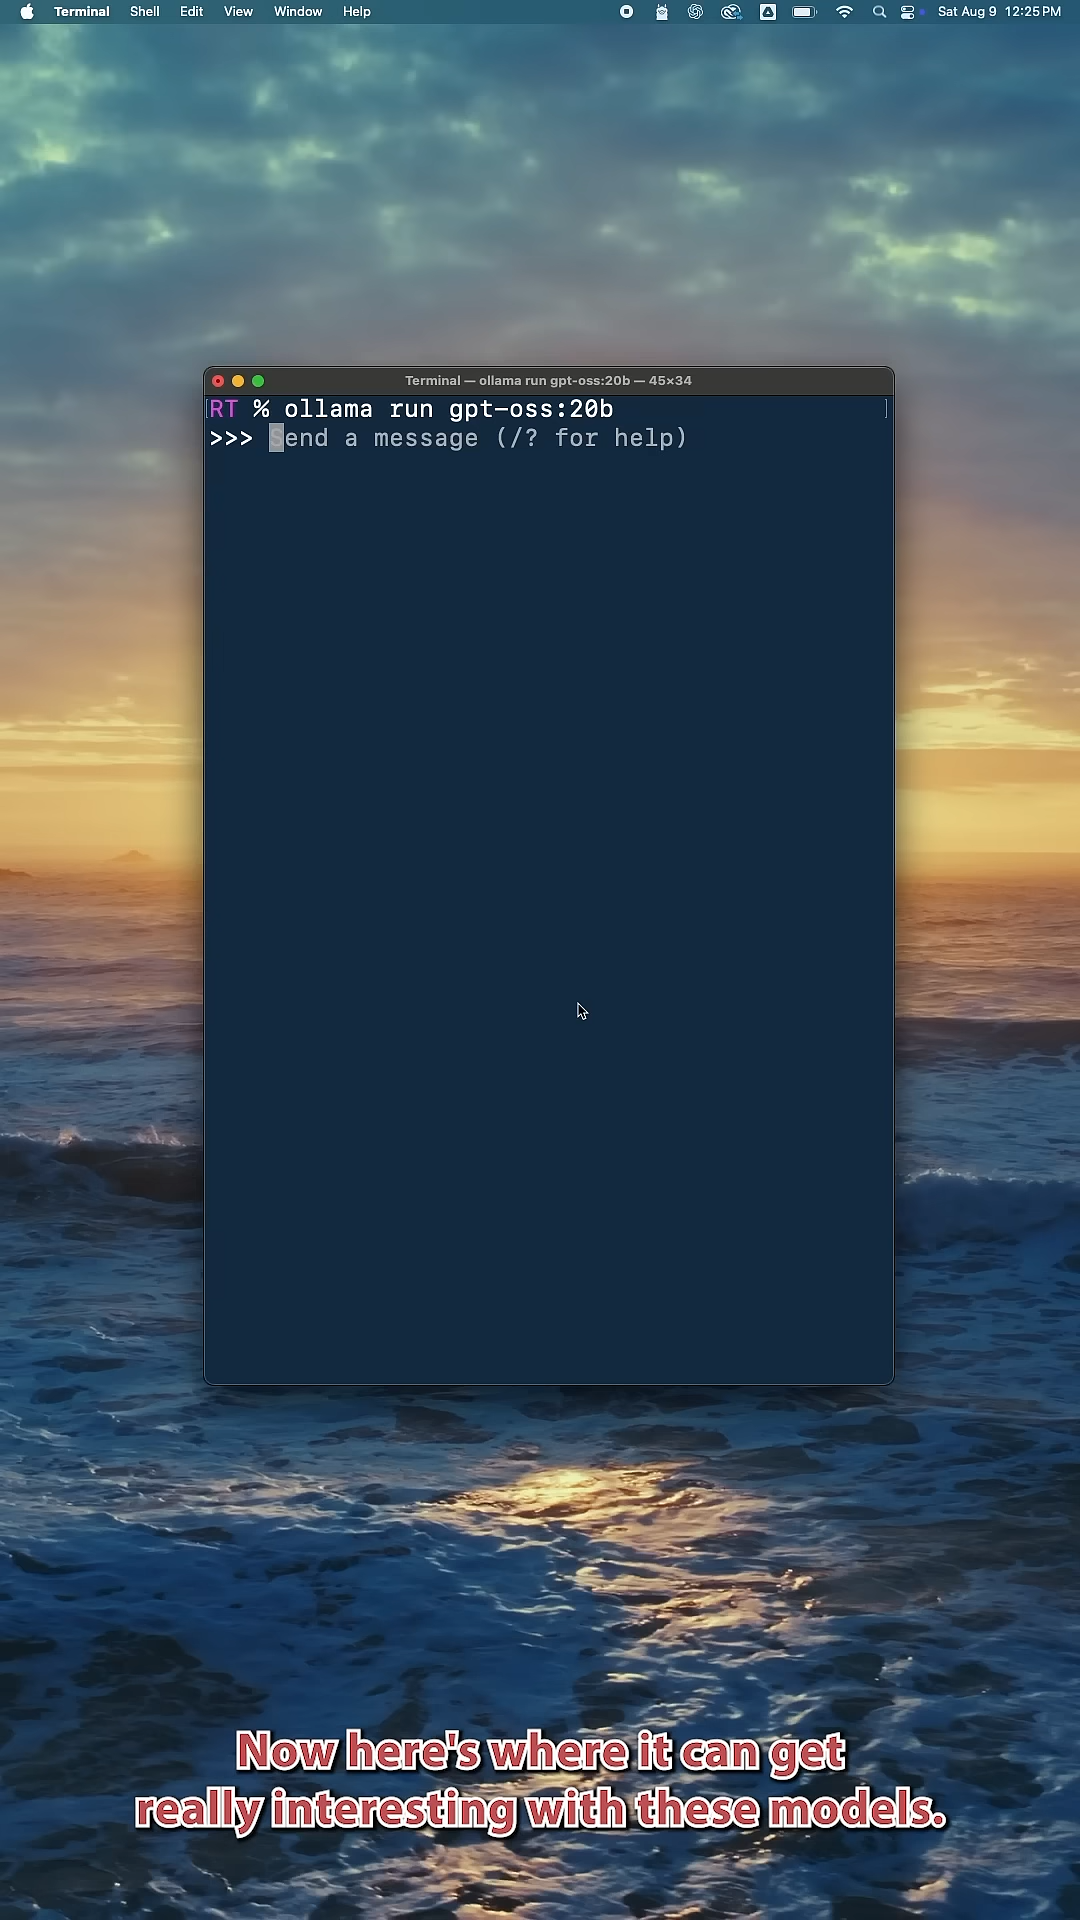 Terminal Shell Edit View Window Help Sat Aug 9 12:25 PM
Terminal — ollama run gpt-oss:20b — 45×34
[RT % ollama run gpt-oss:20b ]
>>> Send a message (/? for help)
Now here's where it can get
really interesting with these models.